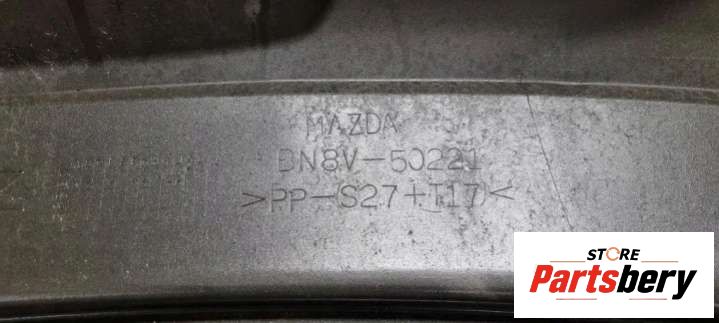 MAZDA
BN8V-50221
>PP-(S27+T17)<
STORE
Partsbery